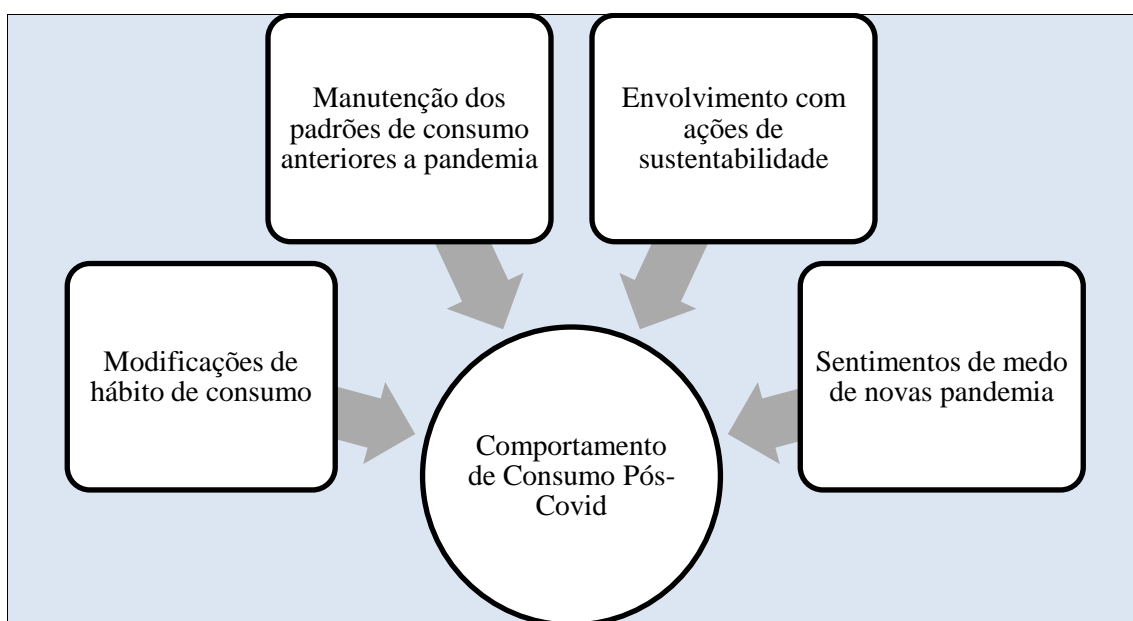 Manutenção dos
padrões de consumo
anteriores a pandemia
Envolvimento com
ações de
sustentabilidade
Modificações de
hábito de consumo
Sentimentos de medo
de novas pandemia
Comportamento
de Consumo Pós-
Covid